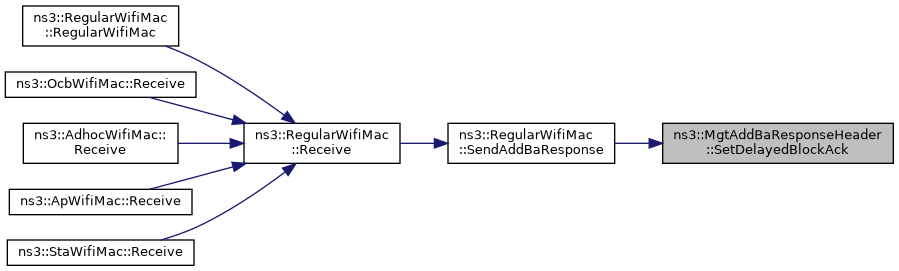 ns3::RegularWifiMac
::RegularWifiMac
ns3::OcbWifiMac::Receive
ns3::AdhocWifiMac::
Receive
ns3::ApWifiMac::Receive
ns3::StaWifiMac::Receive
ns3::RegularWifiMac
::Receive
ns3::RegularWifiMac
::SendAddBaResponse
ns3::MgtAddBaResponseHeader
::SetDelayedBlockAck